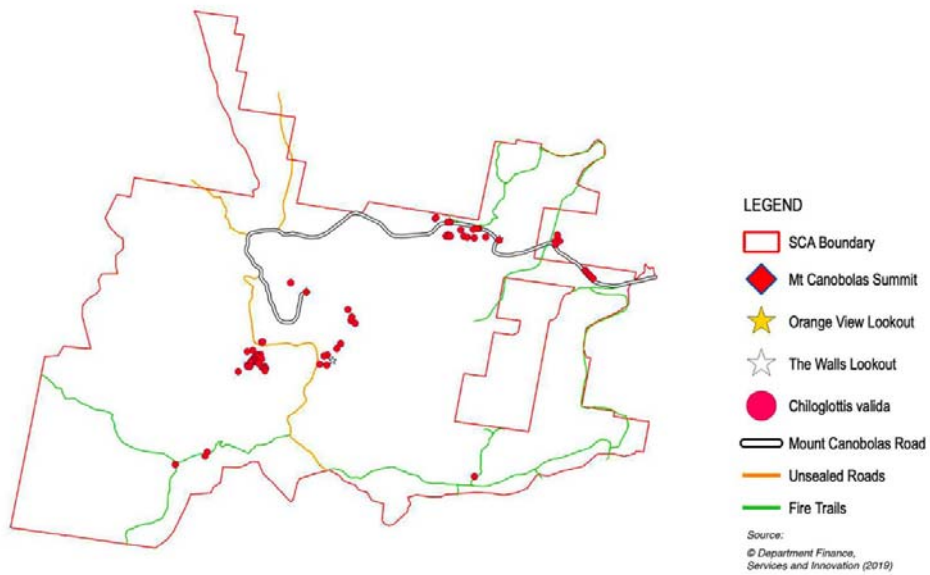 LEGEND
SCA Boundary
Mt Canobolas Summit
Orange View Lookout
The Walls Lookout
Chiloglottis valida
Mount Canobolas Road
Unsealed Roads
Fire Trails
Source:
© Department Finance,
Services and Innovation (2019)